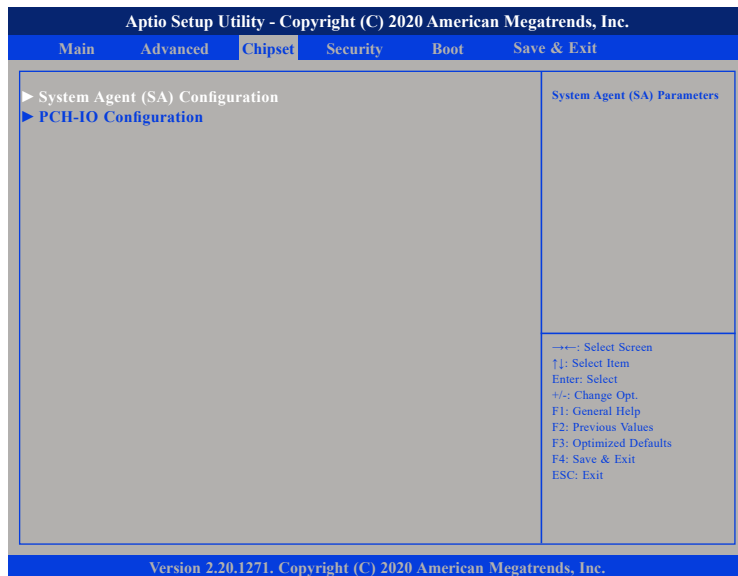 Aptio Setup Utility - Copyright (C) 2020 American Megatrends, Inc.
Main Advanced Chipset Security Boot Save & Exit
► System Agent (SA) Configuration
► PCH-IO Configuration
System Agent (SA) Parameters
→←: Select Screen
↑↓: Select Item
Enter: Select
+/-: Change Opt.
F1: General Help
F2: Previous Values
F3: Optimized Defaults
F4: Save & Exit
ESC: Exit
Version 2.20.1271. Copyright (C) 2020 American Megatrends, Inc.